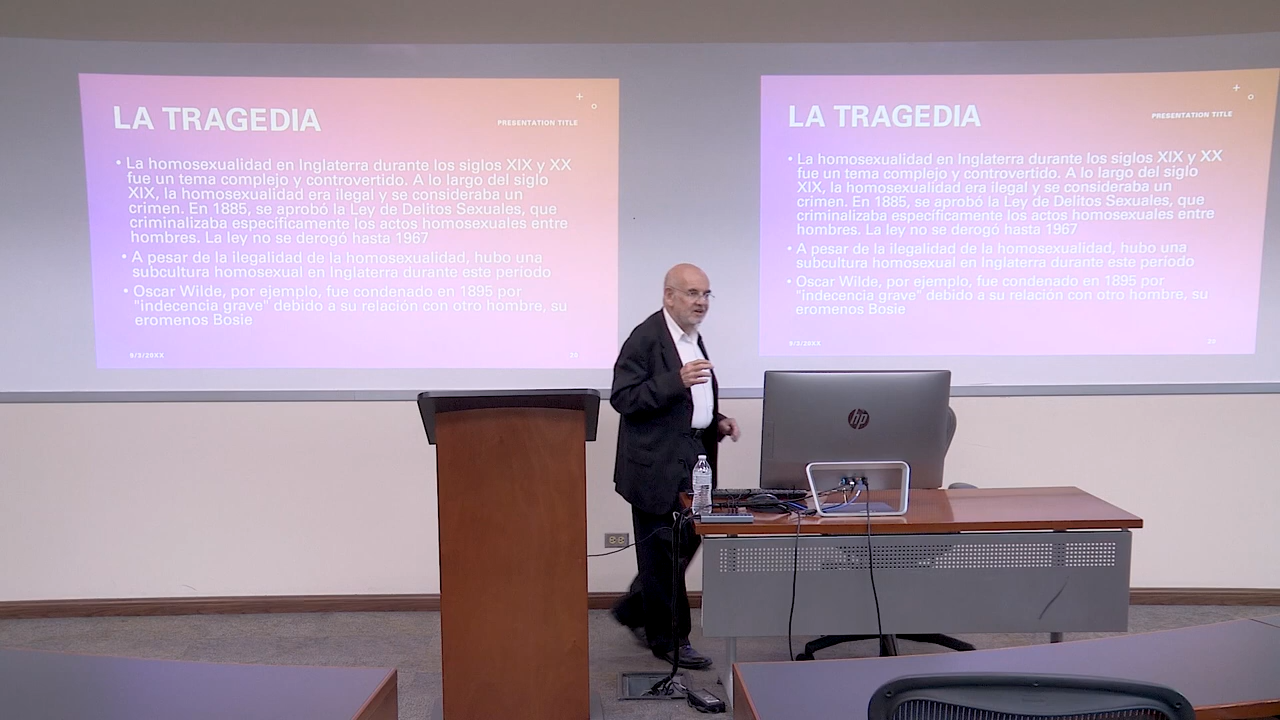 LA TRAGEDIA
PRESENTATION TITLE
• La homosexualidad en Inglaterra durante los siglos XIX y XX
fue un tema complejo y controvertido. A lo largo del siglo
XIX, la homosexualidad era ilegal y se consideraba un
crimen. En 1885, se aprobó la Ley de Delitos Sexuales, que
criminalizaba específicamente los actos homosexuales entre
hombres. La ley no se derogó hasta 1967
• A pesar de la ilegalidad de la homosexualidad, hubo una
subcultura homosexual en Inglaterra durante este periodo
• Oscar Wilde, por ejemplo, fue condenado en 1895 por
"indecencia grave" debido a su relación con otro hombre, su
eromenos Bosie
9/3/20XX
LA TRAGEDIA
PRESENTATION TITLE
• La homosexualidad en Inglaterra durante los siglos XIX y XX
fue un tema complejo y controvertido. A lo largo del siglo
XIX, la homosexualidad era ilegal y se consideraba un
crimen. En 1885, se aprobó la Ley de Delitos Sexuales, que
criminalizaba específicamente los actos homosexuales entre
hombres. La ley no se derogó hasta 1967
• A pesar de la ilegalidad de la homosexualidad, hubo una
subcultura homosexual en Inglaterra durante este periodo
• Oscar Wilde, por ejemplo, fue condenado en 1895 por
"indecencia grave" debido a su relación con otro hombre, su
eromenos Bosie
9/3/20XX
hp